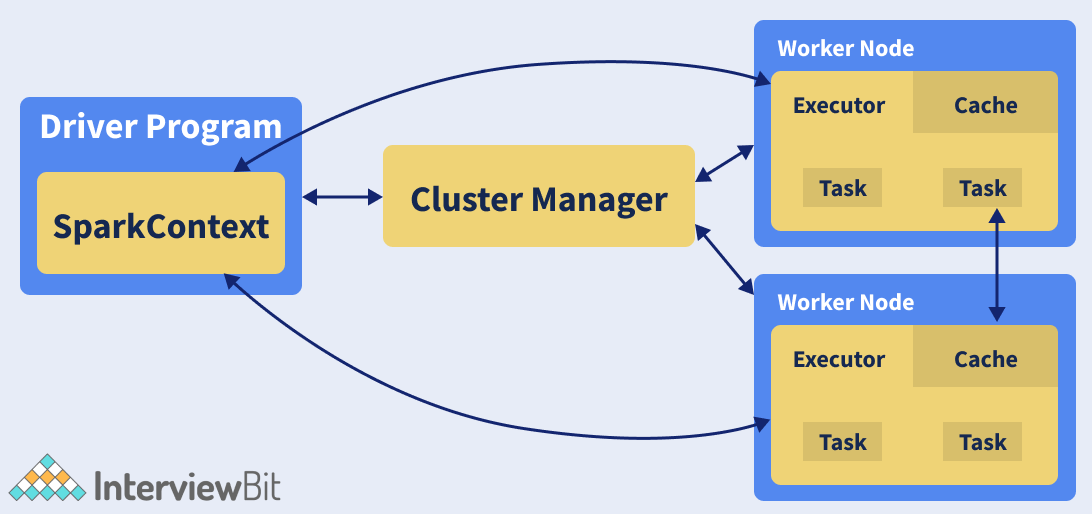 Driver Program
SparkContext
Cluster Manager
Worker Node
Executor
Cache
Task
Task
Worker Node
Executor
Cache
Task
Task
InterviewBit